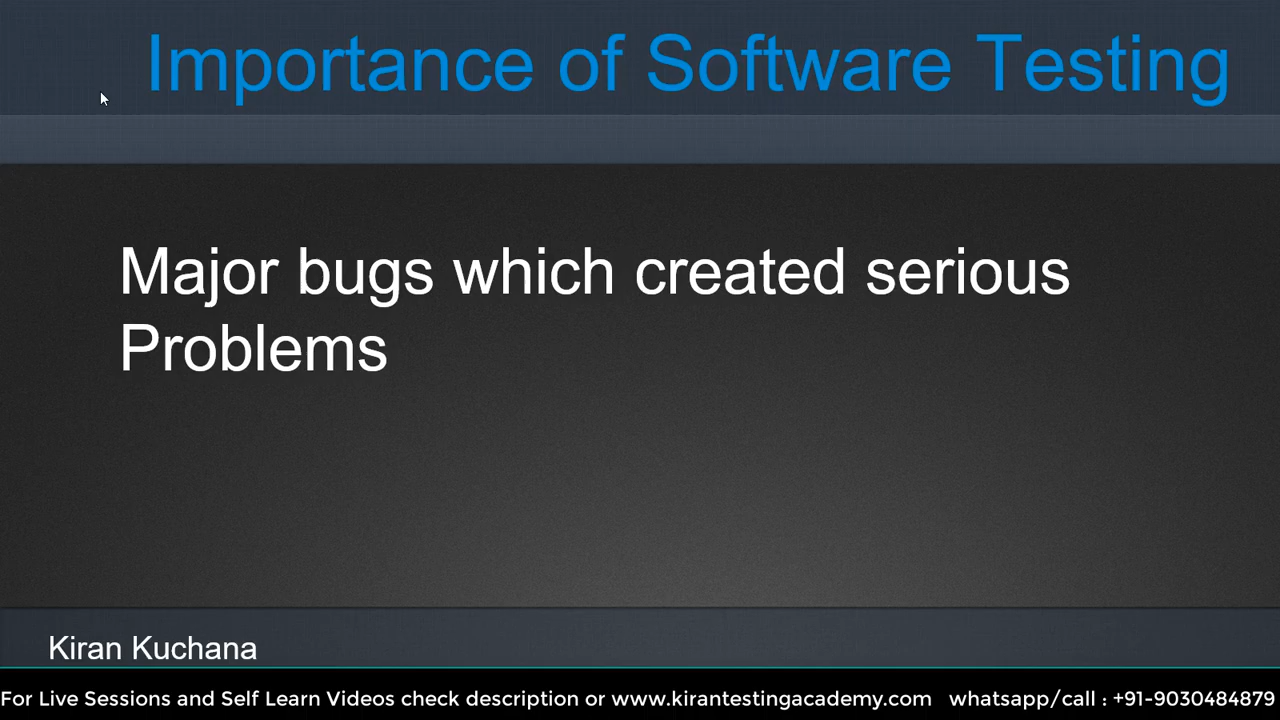 Importance of Software Testing
Major bugs which created serious
Problems
Kiran Kuchana
For Live Sessions and Self Learn Videos check description or www.kirantestingacademy.com whatsapp/call : +91-9030484879